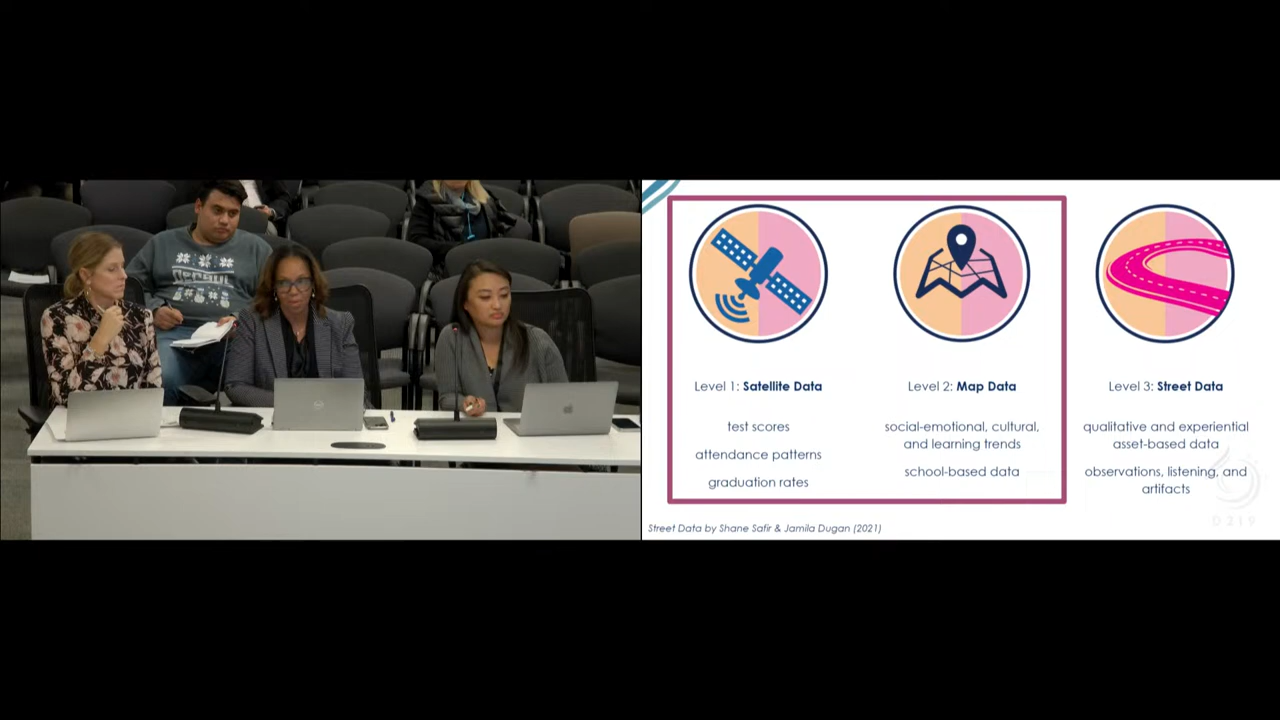 DEPAUL
Level 1: Satellite Data
test scores
attendance patterns
graduation rates
Level 2: Map Data
social-emotional, cultural,
and learning trends
school-based data
Level 3: Street Data
qualitative and experiential
asset-based data
observations, listening, and
artifacts
Street Data by Shane Safir & Jamila Dugan (2021)
D219